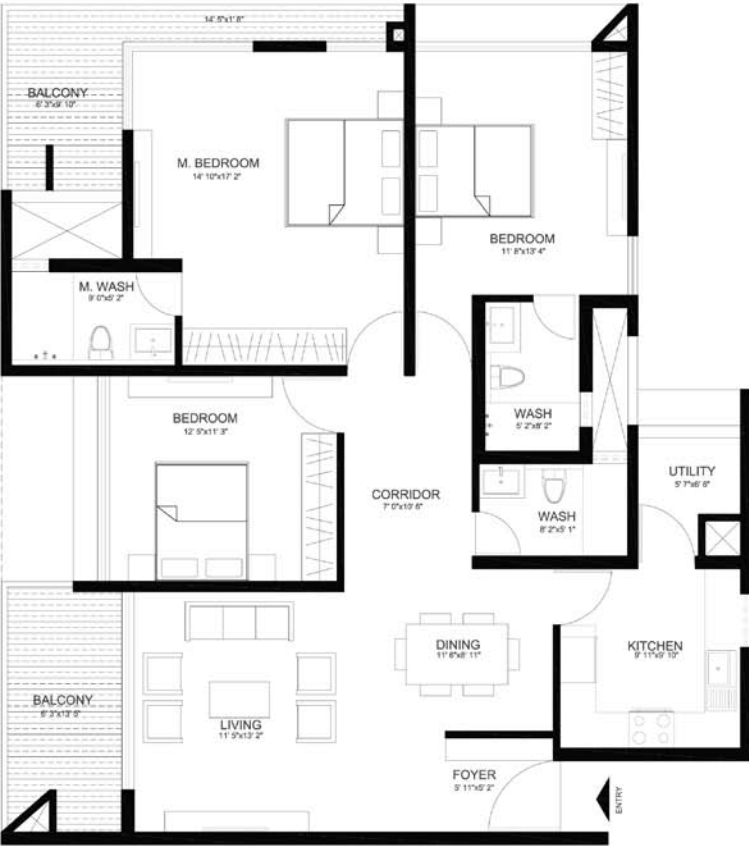 14' 5"x1' 8"
BALCONY
6' 3"x9' 10"
M. BEDROOM
14' 10"x17' 2"
BEDROOM
11' 8"x13' 4"
M. WASH
9' 0"x5' 2"
BEDROOM
12' 5"x11' 3"
WASH
5' 2"x8' 2"
CORRIDOR
7' 0"x10' 6"
UTILITY
5' 7"x6' 6"
WASH
8' 2"x5' 1"
DINING
11' 6"x8' 11"
KITCHEN
9' 11"x9' 10"
BALCONY
6' 3"x13' 5"
LIVING
11' 5"x13' 2"
FOYER
5' 11"x5' 2"
ENTRY